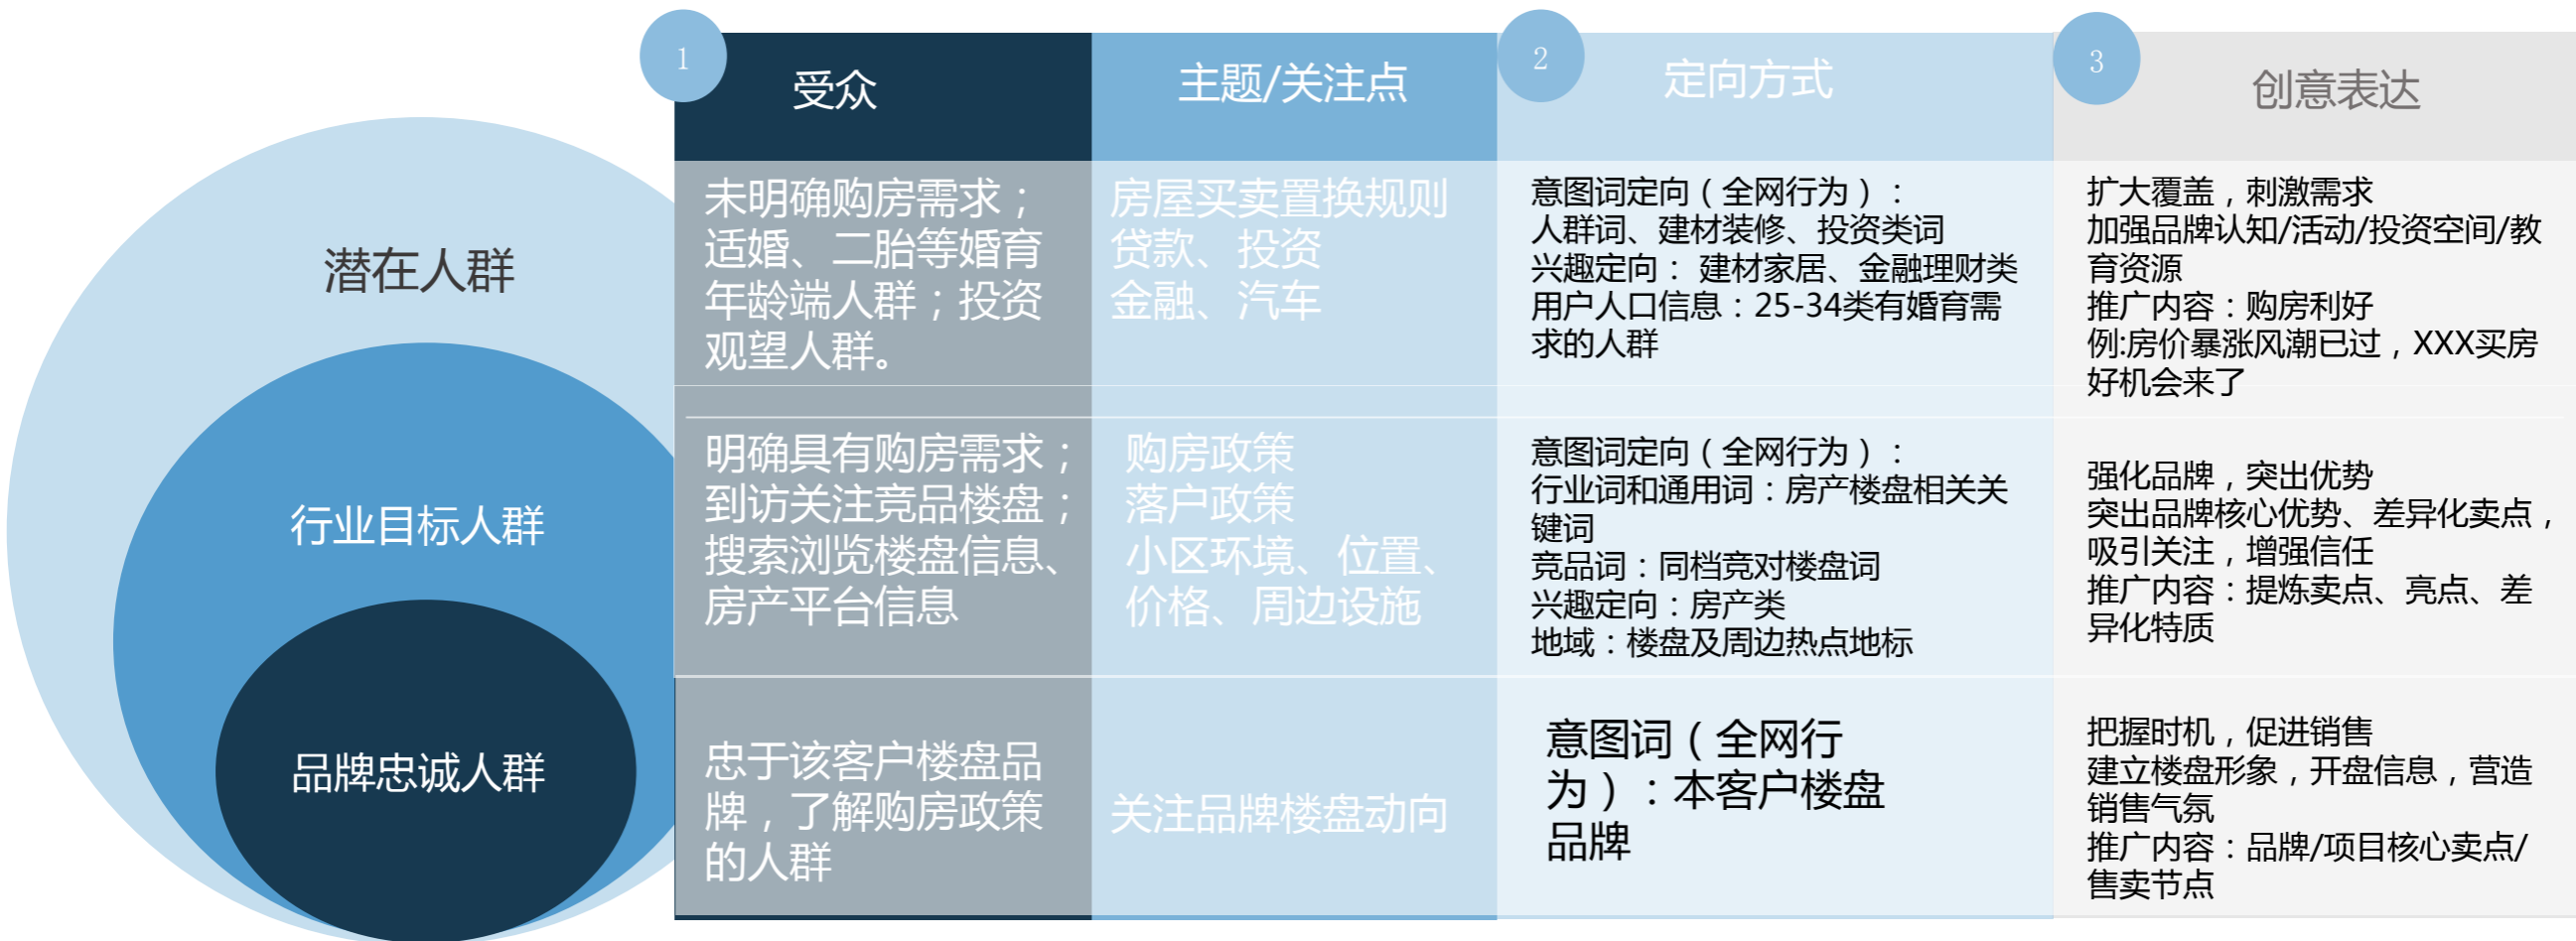 1
受众
主题/关注点
2
定向方式
3
创意表达
潜在人群
未明确购房需求；
适婚、二胎等婚育
年龄端人群；投资
观望人群。
房屋买卖置换规则
贷款、投资
金融、汽车
意图词定向（全网行为）：
人群词、建材装修、投资类词
兴趣定向： 建材家居、金融理财类
用户人口信息：25-34类有婚育需
求的人群
扩大覆盖，刺激需求
加强品牌认知/活动/投资空间/教
育资源
推广内容：购房利好
例:房价暴涨风潮已过，XXX买房
好机会来了
行业目标人群
明确具有购房需求；
到访关注竞品楼盘；
搜索浏览楼盘信息、
房产平台信息
购房政策
落户政策
小区环境、位置、
价格、周边设施
意图词定向（全网行为）：
行业词和通用词：房产楼盘相关关
键词
竞品词：同档竞对楼盘词
兴趣定向：房产类
地域：楼盘及周边热点地标
强化品牌，突出优势
突出品牌核心优势、差异化卖点，
吸引关注，增强信任
推广内容：提炼卖点、亮点、差
异化特质
品牌忠诚人群
忠于该客户楼盘品
牌，了解购房政策
的人群
关注品牌楼盘动向
意图词（全网行
为）：本客户楼盘
品牌
把握时机，促进销售
建立楼盘形象，开盘信息，营造
销售气氛
推广内容：品牌/项目核心卖点/
售卖节点